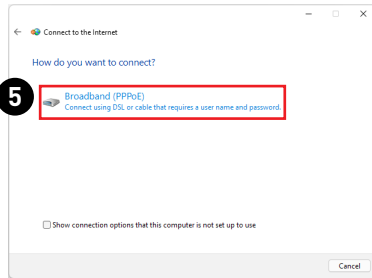 Connect to the Internet
How do you want to connect?
5
Broadband (PPPoE)
Connect using DSL or cable that requires a user name and password.
Show connection options that this computer is not set up to use
Cancel